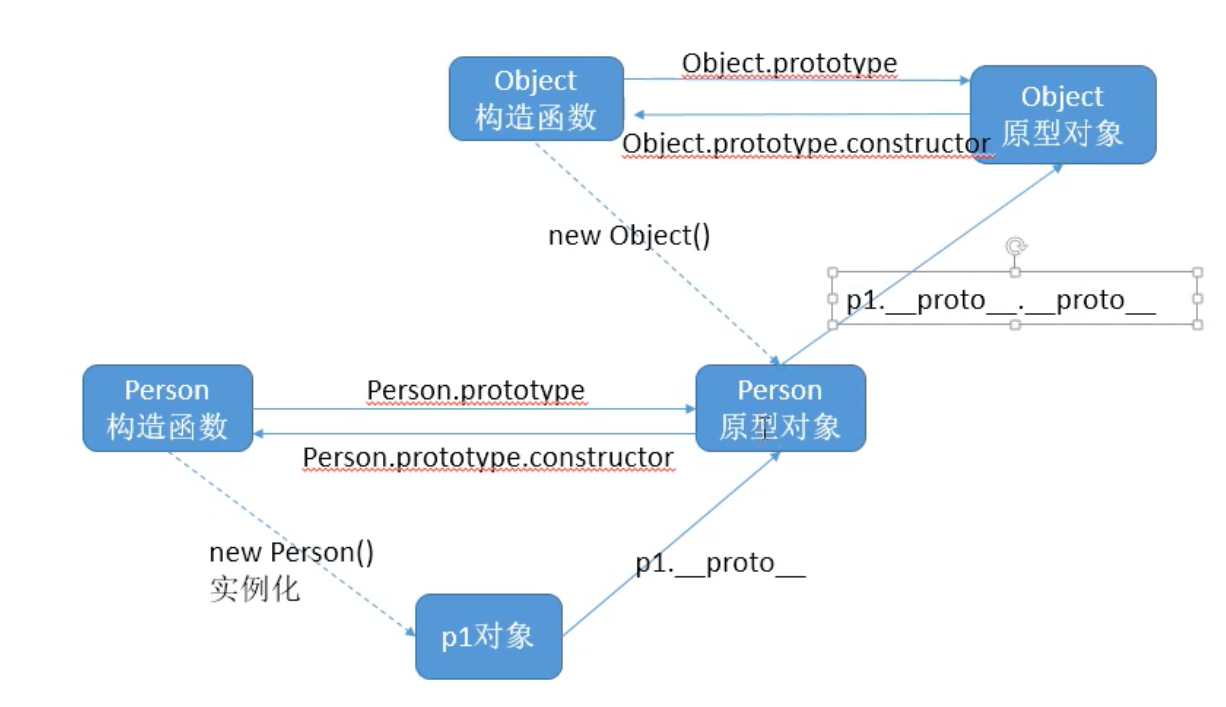 Object.prototype
Object
构造函数
Object
原型对象
Object.prototype.constructor
new Object()
p1.__proto__.__proto__
Person
构造函数
Person.prototype
Person
原型对象
Person.prototype.constructor
new Person()
实例化
p1.__proto__
p1对象